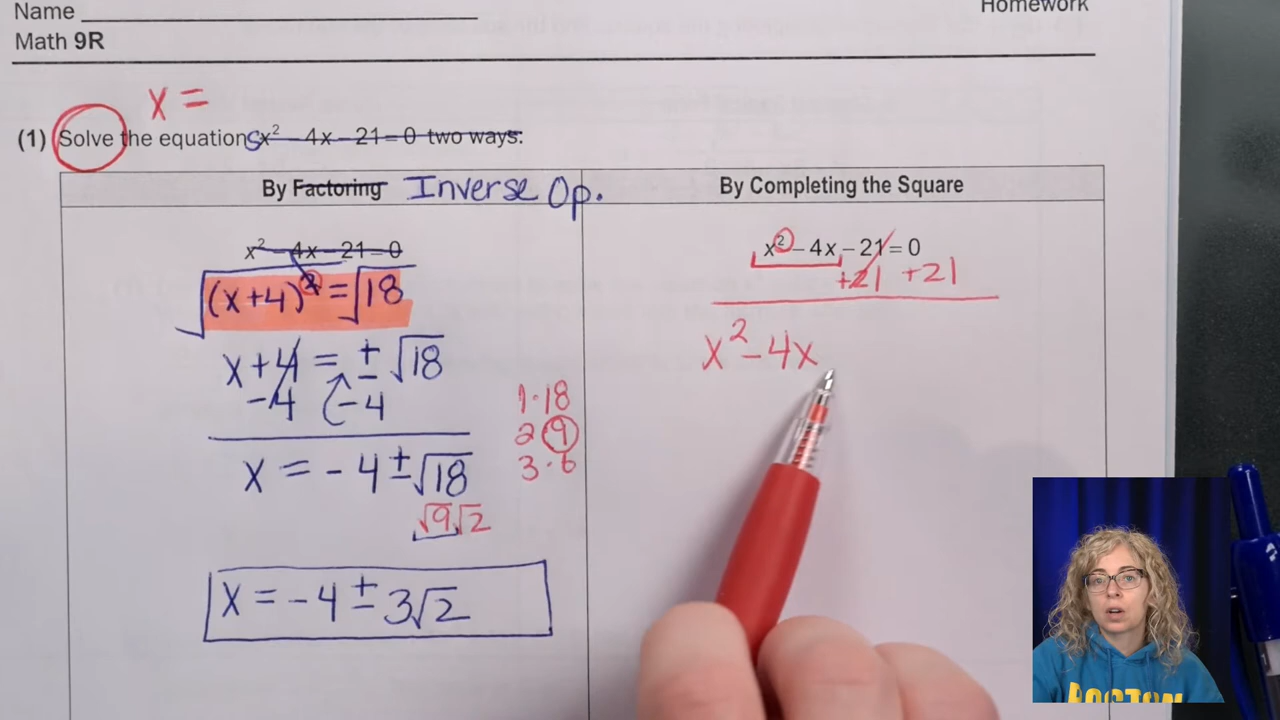 Name
Homework
Math 9R
x =
(1) Solve the equations x² - 4x - 21 = 0 two ways:
By Factoring Inverse Op.
x² - 4x - 21 = 0
√(x+4)² = √18
x + 4 = ± √18
-4 -4
x = -4 ± √18
√9 √2
1·18
2 9
3·6
x = -4 ± 3√2
By Completing the Square
x² - 4x - 21 = 0
+21 +21
x² - 4x
BOSTON